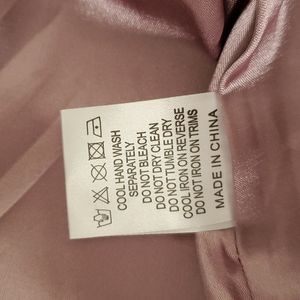 COOL HAND WASH
SEPARATELY
DO NOT BLEACH
DO NOT DRY CLEAN
DO NOT TUMBLE DRY
COOL IRON ON REVERSE
DO NOT IRON ON TRIMS
MADE IN CHINA